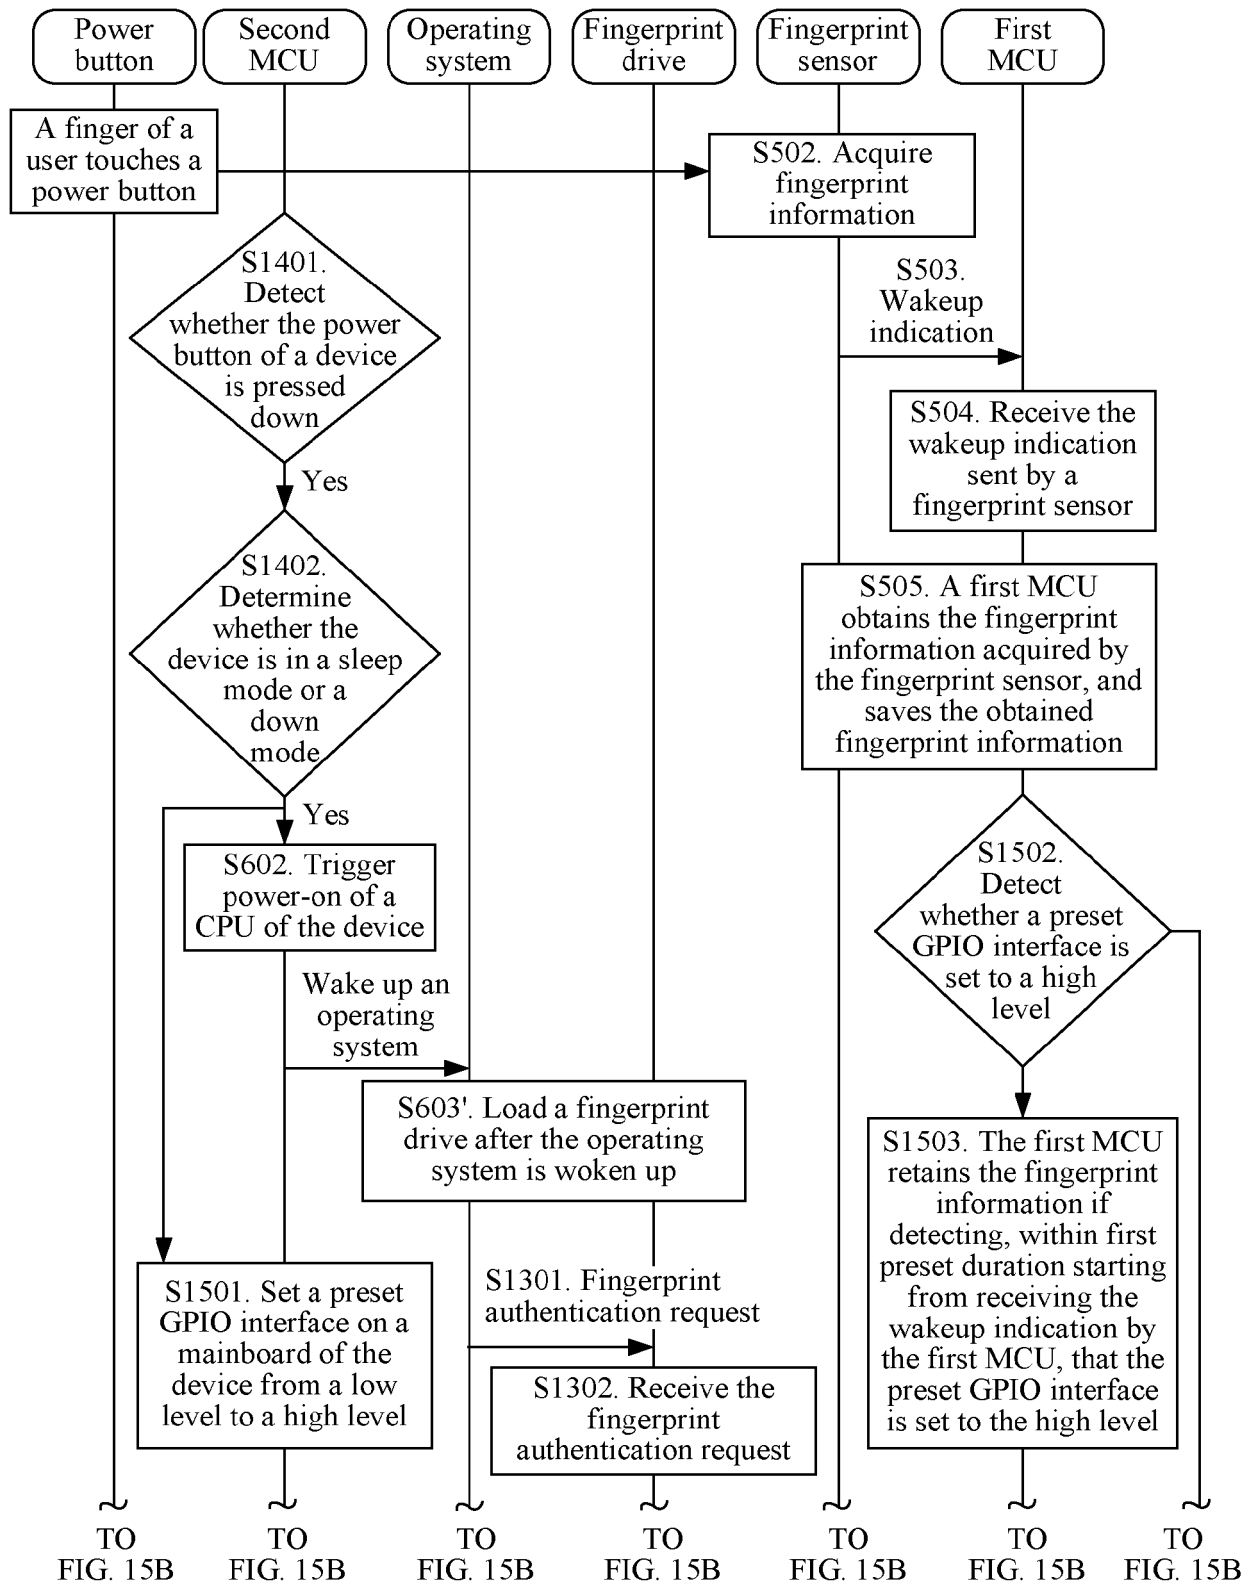 Power
button
Second
MCU
Operating
system
Fingerprint
drive
Fingerprint
sensor
First
MCU
A finger of a
user touches a
power button
S502. Acquire
fingerprint
information
S1401.
Detect
whether the power
button of a device
is pressed
down
S503.
Wakeup
indication
Yes
S504. Receive the
wakeup indication
sent by a
fingerprint sensor
S1402.
Determine
whether the
device is in a sleep
mode or a
down
mode
S505. A first MCU
obtains the fingerprint
information acquired by
the fingerprint sensor, and
saves the obtained
fingerprint information
Yes
S602. Trigger
power-on of a
CPU of the device
S1502.
Detect
whether a preset
GPIO interface is
set to a high
level
Wake up an
operating
system
S603'. Load a fingerprint
drive after the operating
system is woken up
S1503. The first MCU
retains the fingerprint
information if
detecting, within first
preset duration starting
from receiving the
wakeup indication by
the first MCU, that the
preset GPIO interface
is set to the high level
S1501. Set a preset
GPIO interface on a
mainboard of the
device from a low
level to a high level
S1301. Fingerprint
authentication request
S1302. Receive the
fingerprint
authentication request
TO
FIG. 15B
TO
FIG. 15B
TO
FIG. 15B
TO
FIG. 15B
TO
FIG. 15B
TO
FIG. 15B
TO
FIG. 15B